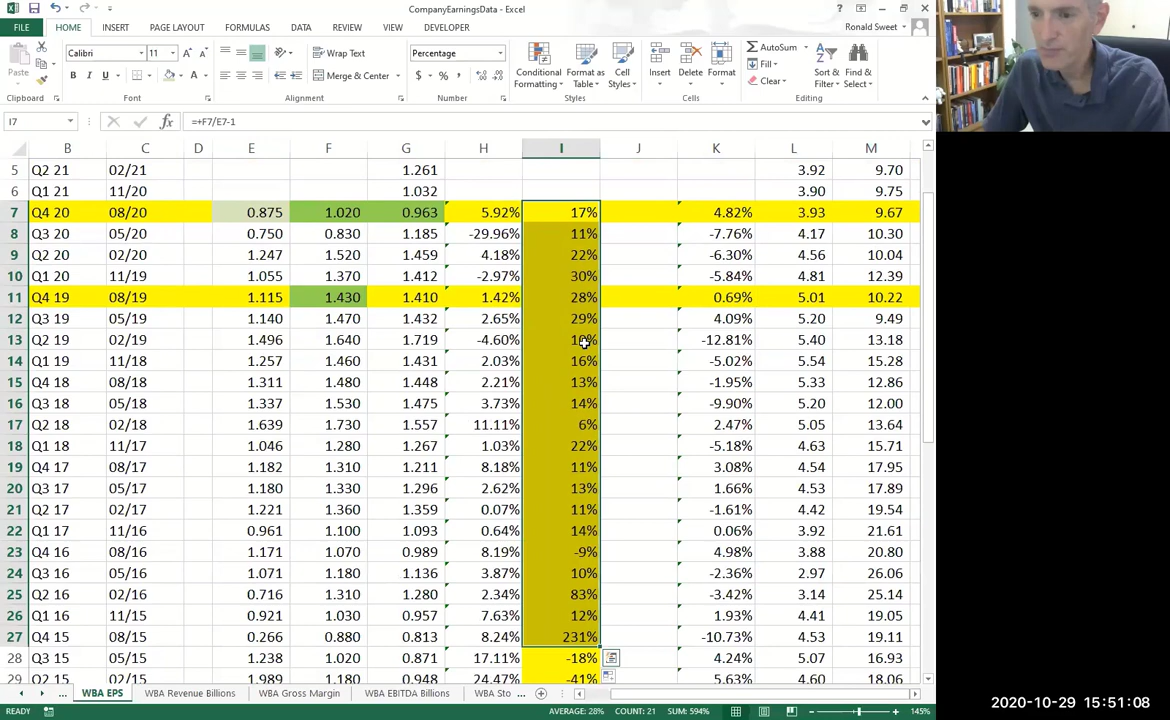 CompanyEarningsData - Excel
FILE HOME INSERT PAGE LAYOUT FORMULAS DATA REVIEW VIEW DEVELOPER Ronald Sweet
Paste Calibri 11 Wrap Text Percentage Conditional Formatting Format as Table Cell Styles Insert Delete Format AutoSum Fill Clear Sort & Filter Find & Select
B I U A Merge & Center $ % ,
Clipboard Font Alignment Number Styles Cells Editing
I7 fx =+F7/E7-1
B C D E F G H I J K L M
5 Q2 21 02/21 1.261 3.92 9.70
6 Q1 21 11/20 1.032 3.90 9.75
7 Q4 20 08/20 0.875 1.020 0.963 5.92% 17% 4.82% 3.93 9.67
8 Q3 20 05/20 0.750 0.830 1.185 -29.96% 11% -7.76% 4.17 10.30
9 Q2 20 02/20 1.247 1.520 1.459 4.18% 22% -6.30% 4.56 10.04
10 Q1 20 11/19 1.055 1.370 1.412 -2.97% 30% -5.84% 4.81 12.39
11 Q4 19 08/19 1.115 1.430 1.410 1.42% 28% 0.69% 5.01 10.22
12 Q3 19 05/19 1.140 1.470 1.432 2.65% 29% 4.09% 5.20 9.49
13 Q2 19 02/19 1.496 1.640 1.719 -4.60% -12.81% 5.40 13.18
14 Q1 19 11/18 1.257 1.460 1.431 2.03% 16% -5.02% 5.54 15.28
15 Q4 18 08/18 1.311 1.480 1.448 2.21% 13% -1.95% 5.33 12.86
16 Q3 18 05/18 1.337 1.530 1.475 3.73% 14% -9.90% 5.20 12.00
17 Q2 18 02/18 1.639 1.730 1.557 11.11% 6% 2.47% 5.05 13.64
18 Q1 18 11/17 1.046 1.280 1.267 1.03% 22% -5.18% 4.63 15.71
19 Q4 17 08/17 1.182 1.310 1.211 8.18% 11% 3.08% 4.54 17.95
20 Q3 17 05/17 1.180 1.330 1.296 2.62% 13% 1.66% 4.53 17.89
21 Q2 17 02/17 1.221 1.360 1.359 0.07% 11% -1.61% 4.42 19.54
22 Q1 17 11/16 0.961 1.100 1.093 0.64% 14% 0.06% 3.92 21.61
23 Q4 16 08/16 1.171 1.070 0.989 8.19% -9% 4.98% 3.88 20.80
24 Q3 16 05/16 1.071 1.180 1.136 3.87% 10% -2.36% 2.97 26.06
25 Q2 16 02/16 0.716 1.310 1.280 2.34% 83% -3.42% 3.14 25.14
26 Q1 16 11/15 0.921 1.030 0.957 7.63% 12% 1.93% 4.41 19.05
27 Q4 15 08/15 0.266 0.880 0.813 8.24% 231% -10.73% 4.53 19.11
28 Q3 15 05/15 1.238 1.020 0.871 17.11% -18% 4.24% 5.07 16.93
29 Q2 15 02/15 1.989 1.180 0.948 24.47% -41% 5.63% 4.60 18.06
... WBA EPS WBA Revenue Billions WBA Gross Margin WBA EBITDA Billions WBA Sto ...
READY AVERAGE: 28% COUNT: 21 SUM: 594% 145%
2020-10-29 15:51:08